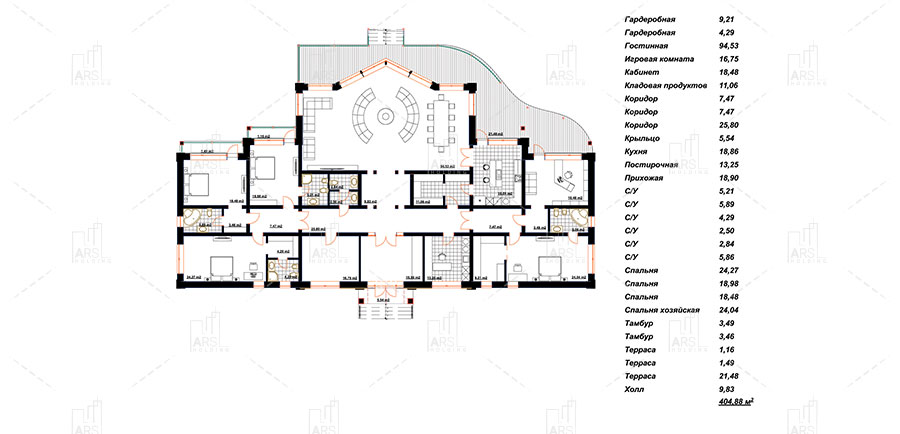 Гардеробная 9,21
Гардеробная 4,29
Гостинная 94,53
Игровая комната 16,75
Кабинет 18,48
Кладовая продуктов 11,06
Коридор 7,47
Коридор 7,47
Коридор 25,80
Крыльцо 5,54
Кухня 18,86
Постирочная 13,25
Прихожая 18,90
С/У 5,21
С/У 5,89
С/У 4,29
С/У 2,50
С/У 2,84
С/У 5,86
Спальня 24,27
Спальня 18,98
Спальня 18,48
Спальня хозяйская 24,04
Тамбур 3,49
Тамбур 3,46
Терраса 1,16
Терраса 1,49
Терраса 21,48
Холл 9,83
404,88 м²
ARS
HOLDING